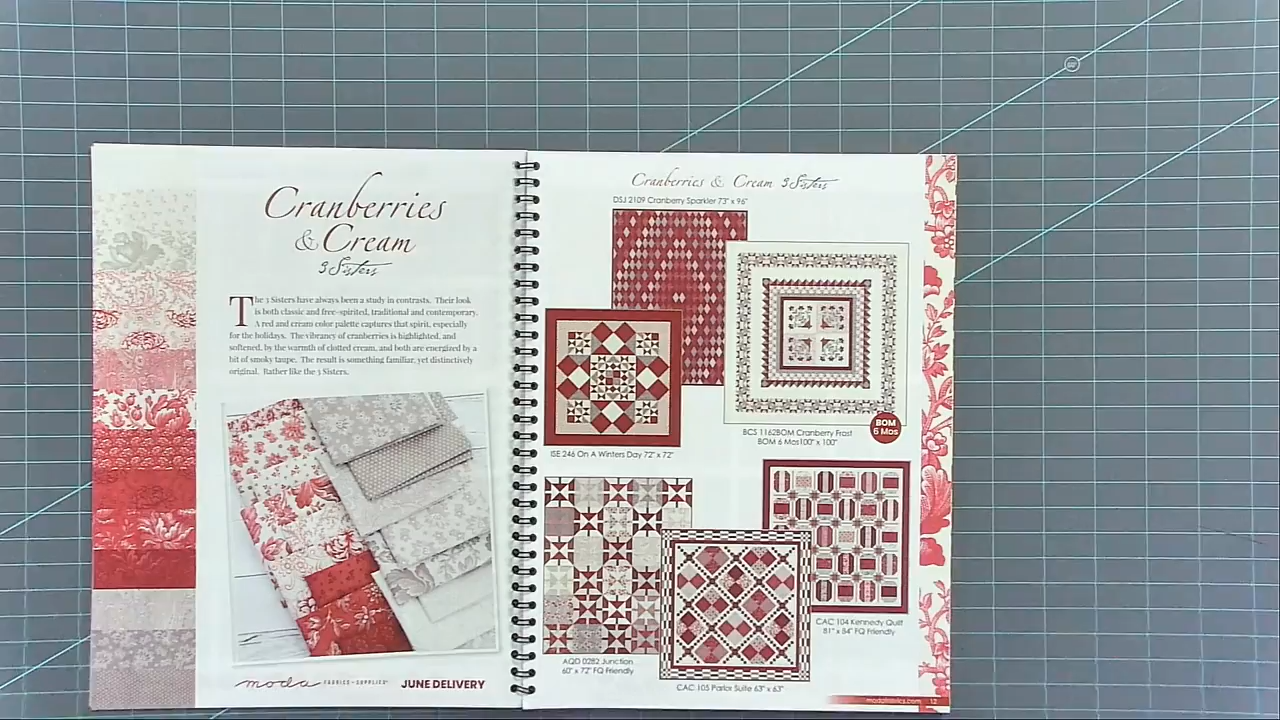 Cranberries
& Cream
3 Sisters
The 3 Sisters have always been a study in contrasts. Their look
is both classic and free-spirited, traditional and contemporary.
A red and cream color palette captures that spirit, especially
for the holidays. The vibrancy of cranberries is highlighted, and
softened, by the warmth of clotted cream, and both are energized by a
bit of smoky taupe. The result is something familiar, yet distinctively
original. Rather like the 3 Sisters.
moda FABRICS + SUPPLIES
JUNE DELIVERY
Cranberries & Cream 3 Sisters
DSJ 2109 Cranberry Sparkler 73" x 96"
ISE 246 On A Winters Day 72" x 72"
BCS 1162BOM Cranberry Frost
BOM 6 Mos100" x 100"
BOM
6 Mos
AQD 0282 Junction
60" x 72" FQ Friendly
CAC 105 Parlor Suite 63" x 63"
CAC 104 Kennedy Quilt
81" x 84" FQ Friendly
modafabrics.com 12